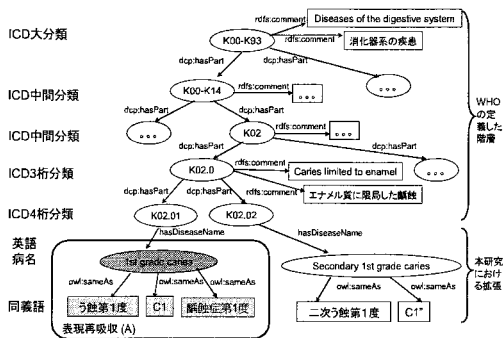 rdfs:comment
Diseases of the digestive system
ICD大分類
K00-K93
rdfs:comment
消化器系の疾患
dcp:hasPart
dcp:hasPart
rdfs:comment
ICD中間分類
K00-K14
。。。
。。。
dcp:hasPart
dcp:hasPart
rdfs:comment
WHOの定義した階層
ICD中間分類
。。。
K02
。。。
dcp:hasPart
dcp:hasPart
rdfs:comment
ICD3桁分類
K02.0
Caries limited to enamel
。。。
dcp:hasPart
dcp:hasPart
rdfs:comment
エナメル質に限局した齲蝕
ICD4桁分類
K02.01
K02.02
hasDiseaseName
hasDiseaseName
英語病名
1st grade caries
Secondary 1st grade caries
本研究における拡張
owl:sameAs
owl:sameAs
owl:sameAs
owl:sameAs
owl:sameAs
同義語
う蝕第1度
C1
齲蝕症第1度
二次う蝕第1度
C1"
表現再吸収 (A)